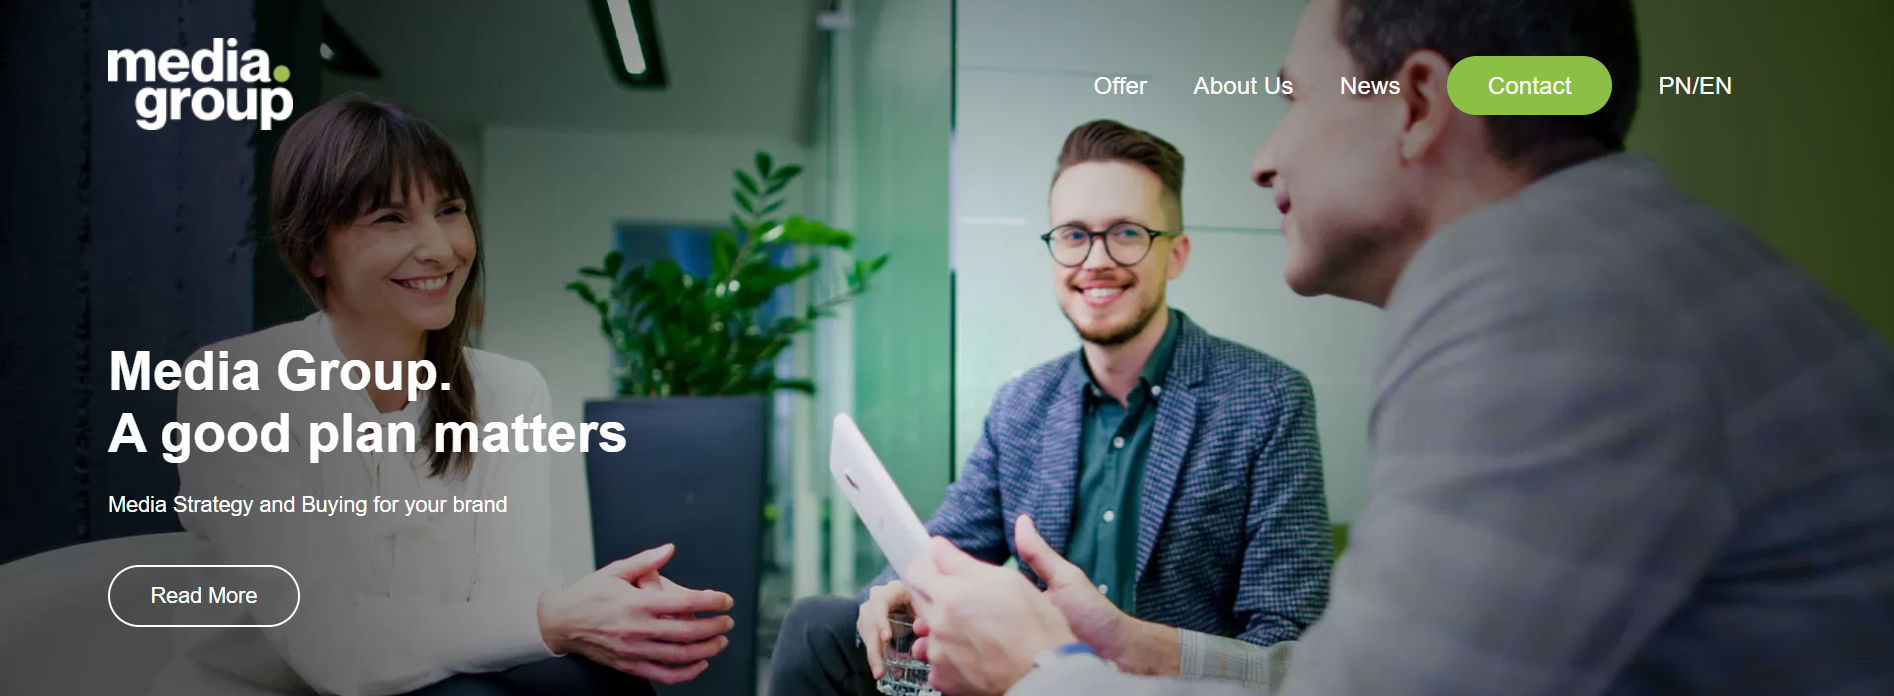 media.
group
Offer
About Us
News
Contact
PN/EN
Media Group.
A good plan matters
Media Strategy and Buying for your brand
Read More